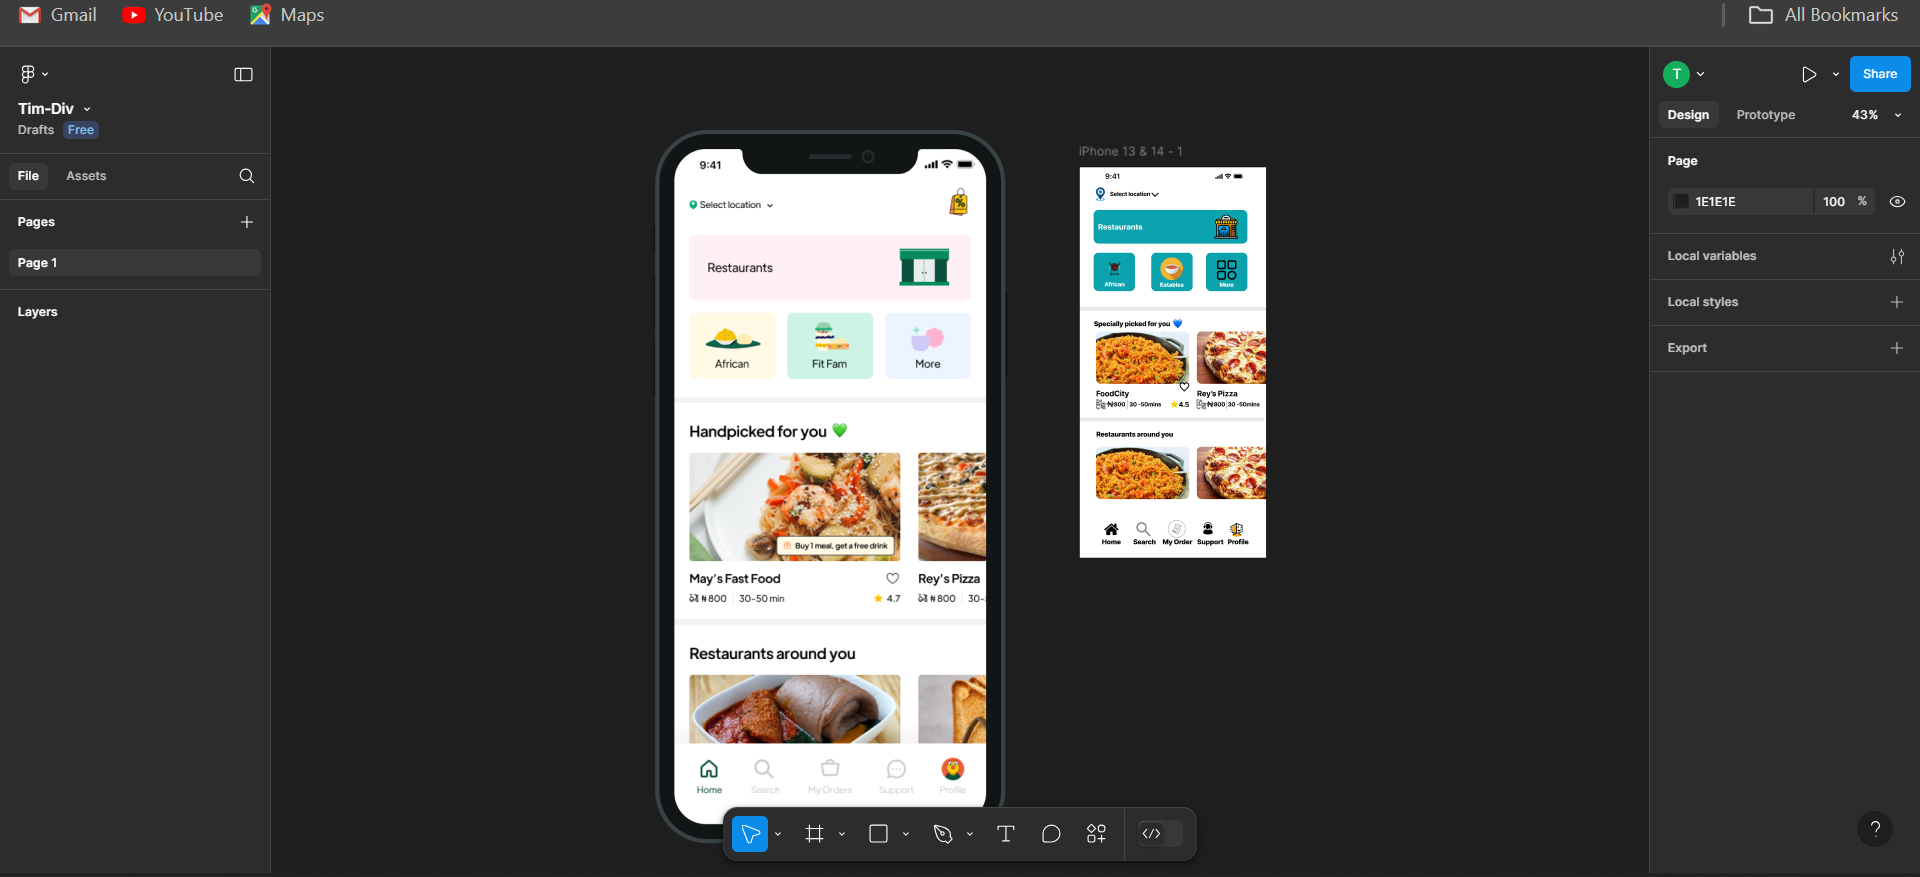 Gmail YouTube Maps All Bookmarks
Tim-Div
Drafts Free
File Assets
Pages
Page 1
Layers
9:41
Select location
%
Restaurants
African Fit Fam More
Handpicked for you 💚
Buy 1 meal, get a free drink
May's Fast Food Rey's Pizza
₦800 30-50 min 4.7 ₦800 30-
Restaurants around you
Home Search My Orders Support Profile
iPhone 13 & 14 - 1
9:41
Select location
Restaurants
African Eatables More
Specially picked for you 💙
FoodCity Rey's Pizza
₦800 30 -50mins 4.5 ₦800 30 -50mins
Restaurants around you
Home Search My Order Support Profile
T Share
Design Prototype 43%
Page
1E1E1E 100 %
Local variables
Local styles
Export
?